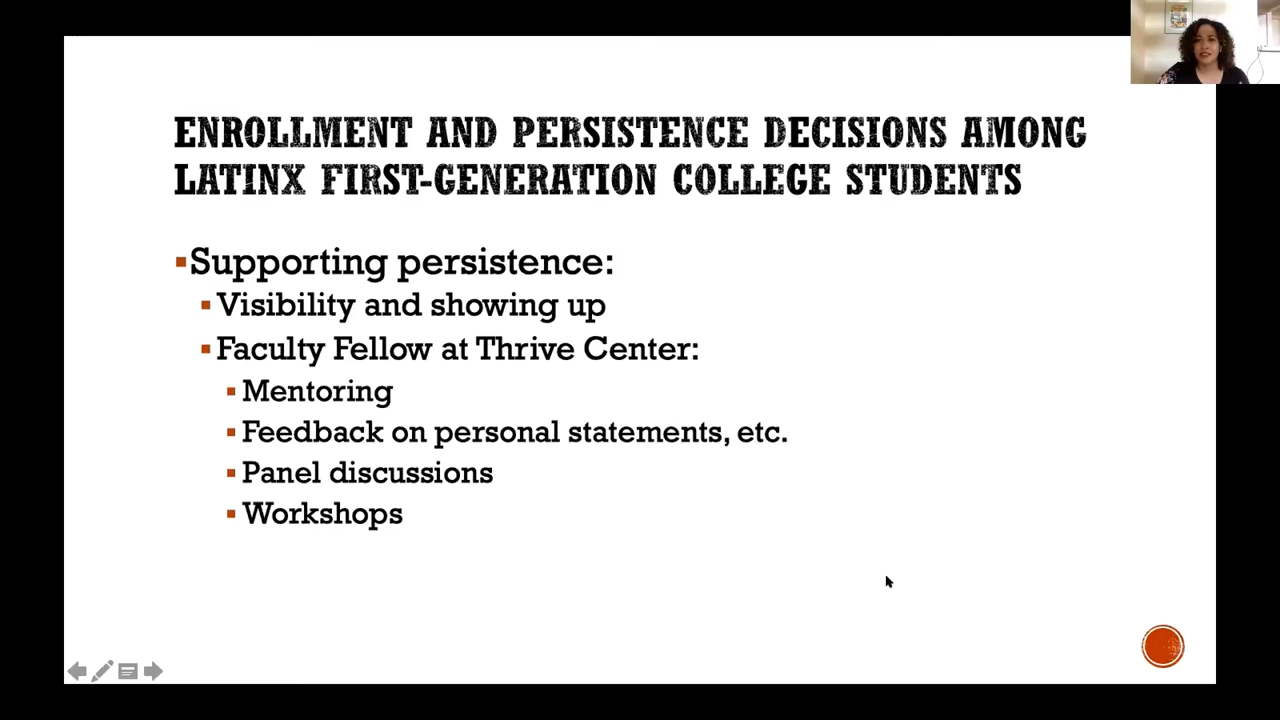 ENROLLMENT AND PERSISTENCE DECISIONS AMONG
LATINX FIRST-GENERATION COLLEGE STUDENTS
Supporting persistence:
Visibility and showing up
Faculty Fellow at Thrive Center:
Mentoring
Feedback on personal statements, etc.
Panel discussions
Workshops